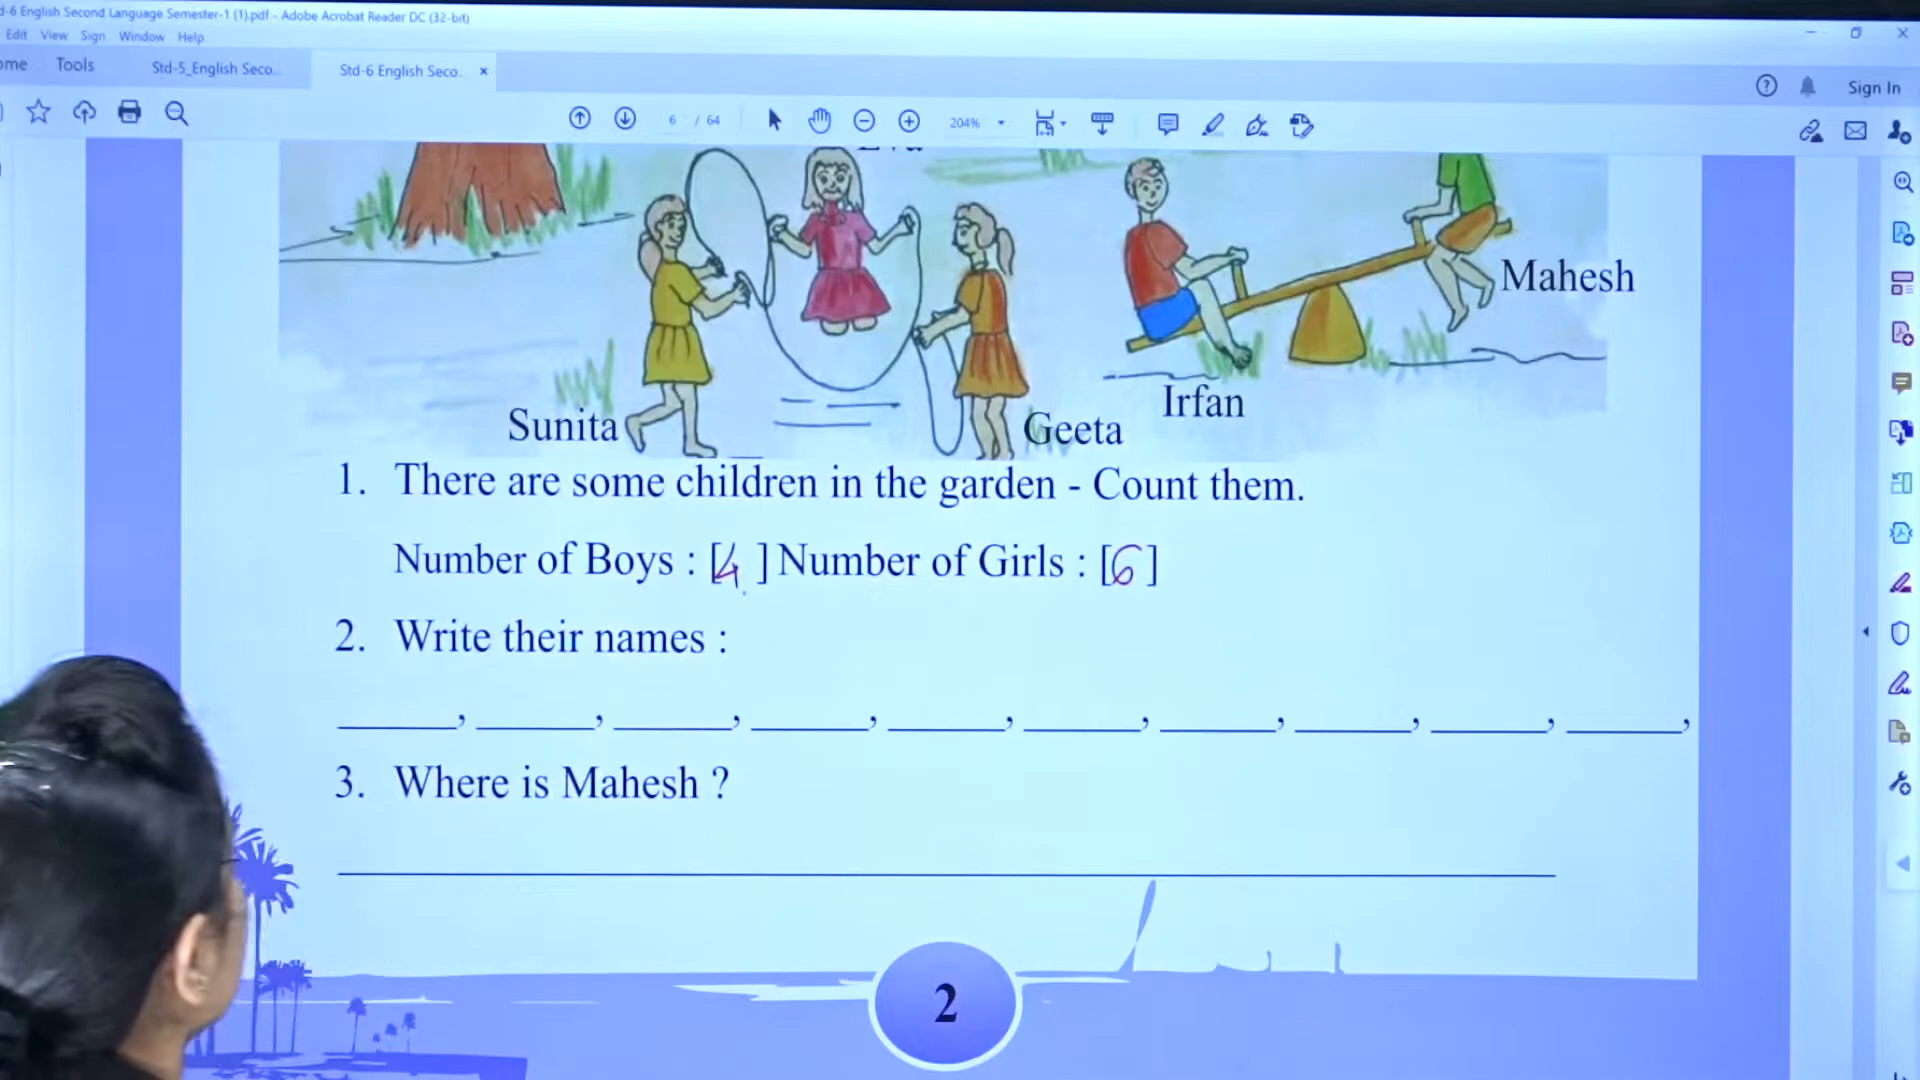 d-6 English Second Language Semester-1 (1).pdf - Adobe Acrobat Reader DC (32-bit)
Edit View Sign Window Help
ome Tools Std-5_English Seco... Std-6 English Seco... ×
Sign In
6 / 64 204%
Mahesh
Irfan
Sunita
Geeta
1. There are some children in the garden - Count them.
Number of Boys : [4 ] Number of Girls : [6 ]
2. Write their names :
3. Where is Mahesh ?
2